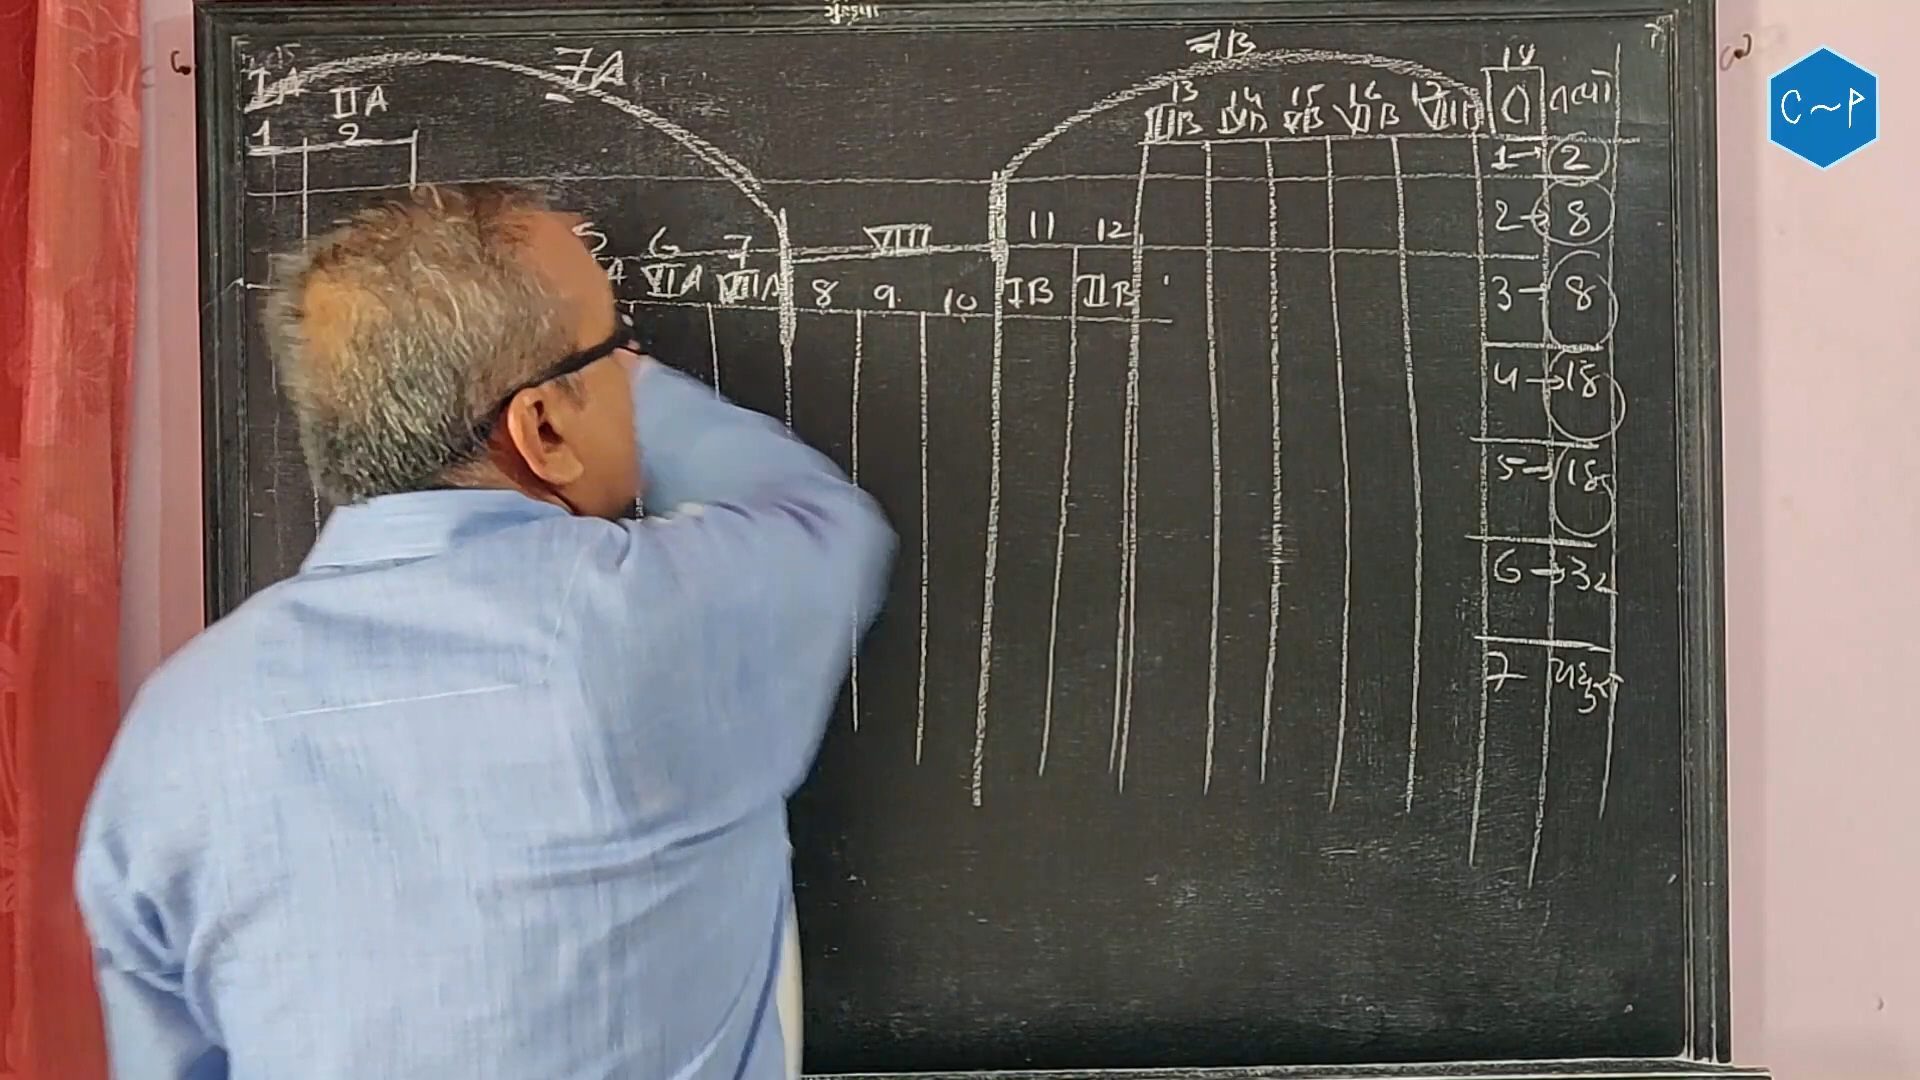 7A
7B
IA
IIA
1
2
13 14 15 16 17 18
IIIB IVB VB VIB VIIB 0
1→ 2
2→ 8
3→ 8
4→ 18
5→ 18
6→ 32
7
5 6 7
VIA VIIA
VIII
8 9 10
11 12
IB IIB
C~P